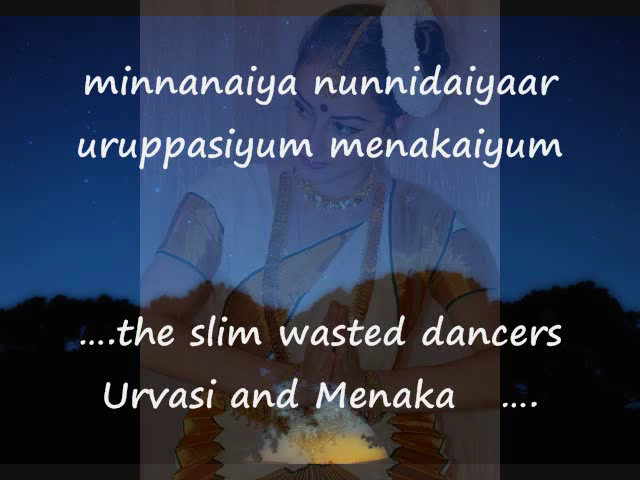 minnanaiya nunnidaiyaar
uruppasiyum menakaiyum
....the slim wasted dancers
Urvasi and Menaka ....